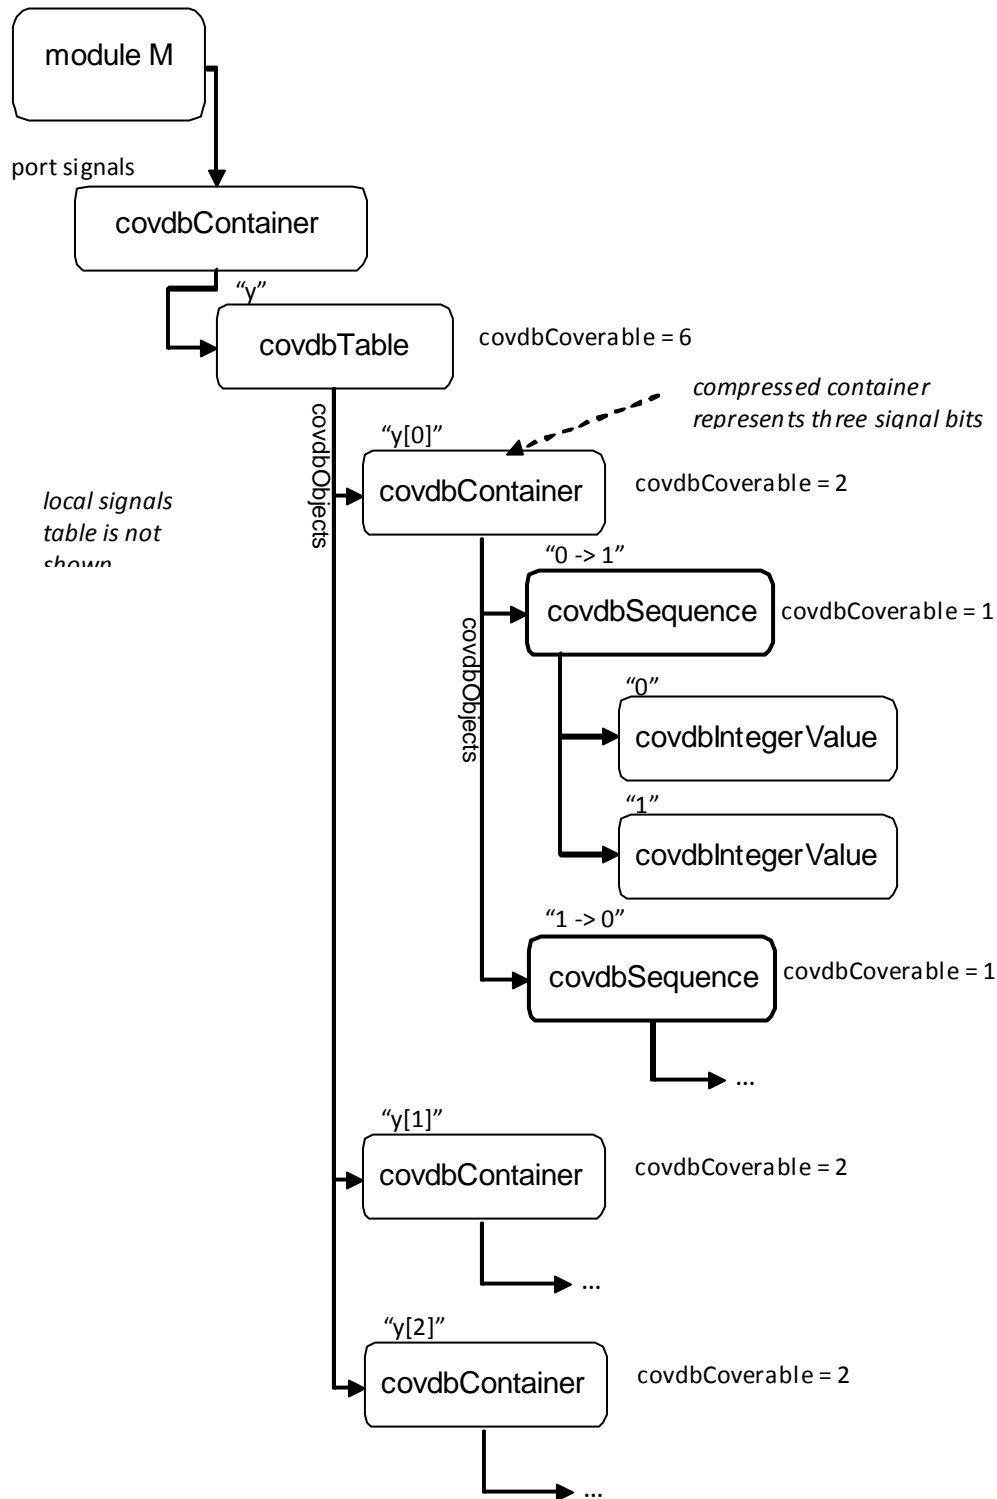 module M
port signals
covdbContainer
“y”
covdbTable
covdbCoverable = 6
compressed container
represents three signal bits
covdbObjects
“y[0]”
covdbContainer
covdbCoverable = 2
local signals
table is not
shown
“0 -> 1”
covdbSequence
covdbCoverable = 1
covdbObjects
“0”
covdbIntegerValue
“1”
covdbIntegerValue
“1 -> 0”
covdbSequence
covdbCoverable = 1
...
“y[1]”
covdbContainer
covdbCoverable = 2
...
“y[2]”
covdbContainer
covdbCoverable = 2
...